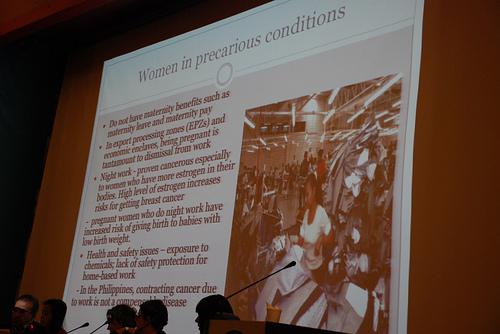 Women in precarious conditions
• Do not have maternity benefits such as
maternity leave and maternity pay
• In export processing zones (EPZs) and
economic enclaves, being pregnant is
tantamount to dismissal from work
• Night work - proven cancerous especially
to women who have more estrogen in their
bodies. High level of estrogen increases
risks for getting breast cancer
- pregnant women who do night work have
increased risk of giving birth to babies with
low birth weight.
• Health and safety issues – exposure to
chemicals; lack of safety protection for
home-based work
- In the Philippines, contracting cancer due
to work is not a compensable disease